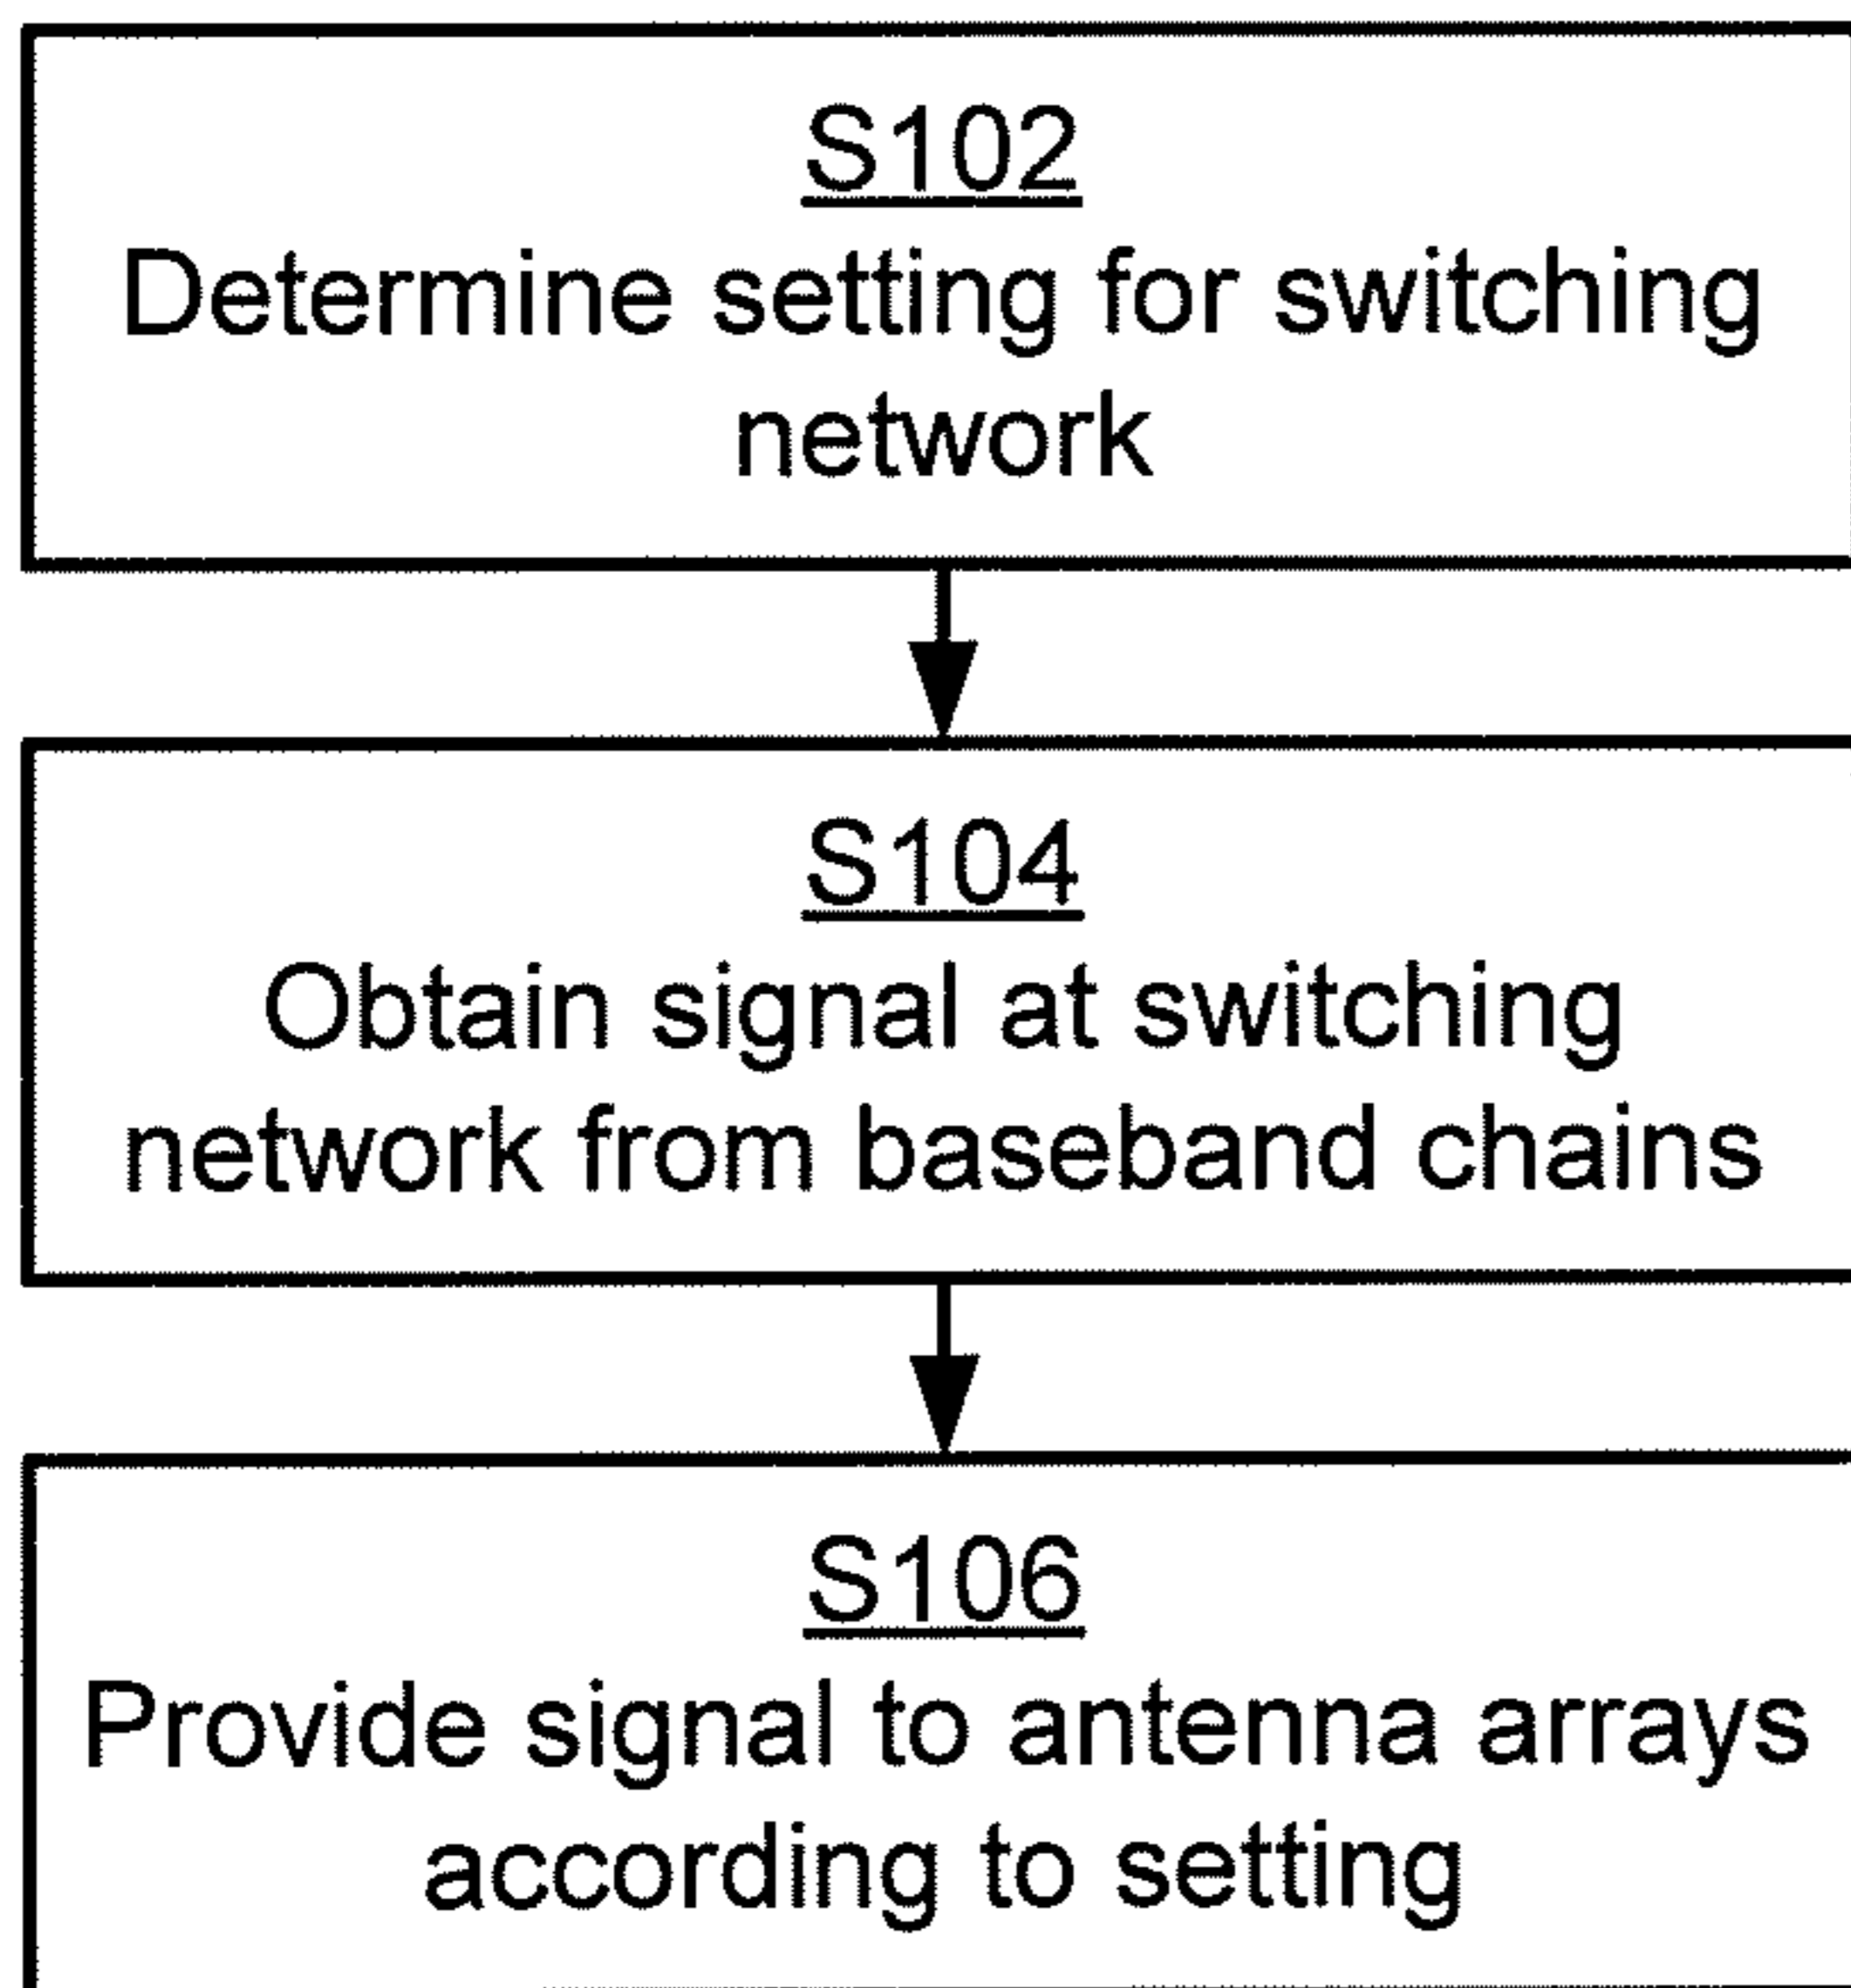 S102
Determine setting for switching
network
S104
Obtain signal at switching
network from baseband chains
S106
Provide signal to antenna arrays
according to setting